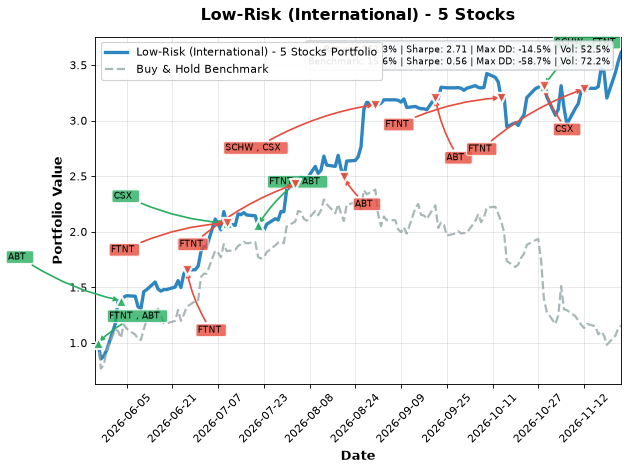 Low-Risk (International) - 5 Stocks
SCHW , FTNT
Low-Risk (International) - 5 Stocks Portfolio
3% | Sharpe: 2.71 | Max DD: -14.5% | Vol: 52.5%
Buy & Hold Benchmark
6% | Sharpe: 0.56 | Max DD: -58.7% | Vol: 72.2%
3.5
3.0
2.5
2.0
1.5
1.0
Portfolio Value
FTNT
CSX
SCHW , CSX
FTNT
ABT
FTNT , ABT
CSX
ABT
FTNT
FTNT
ABT
FTNT , ABT
FTNT
2026-06-05
2026-06-21
2026-07-07
2026-07-23
2026-08-08
2026-08-24
2026-09-09
2026-09-25
2026-10-11
2026-10-27
2026-11-12
Date